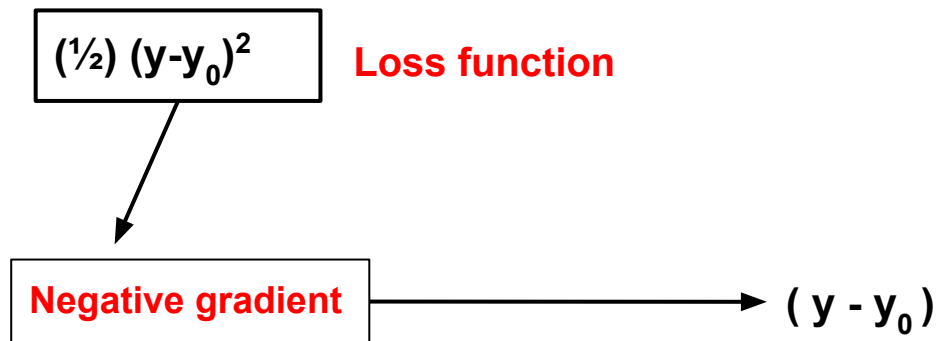 (½) (y-y₀)²
Loss function
Negative gradient
( y - y₀ )